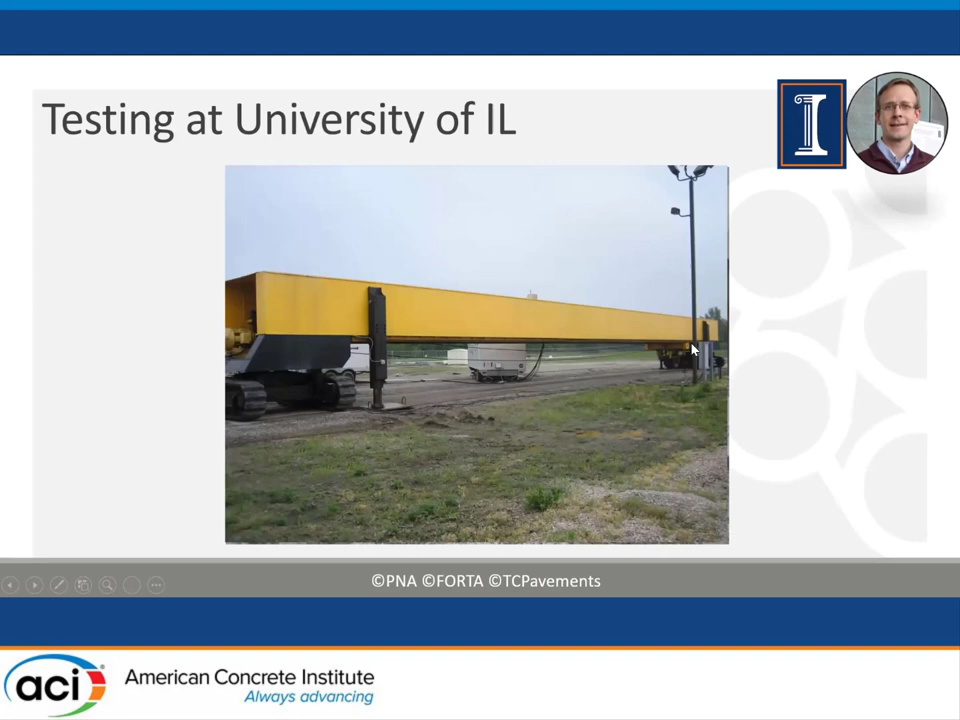 Testing at University of IL
©PNA ©FORTA ©TCPavements
aci
American Concrete Institute
Always advancing